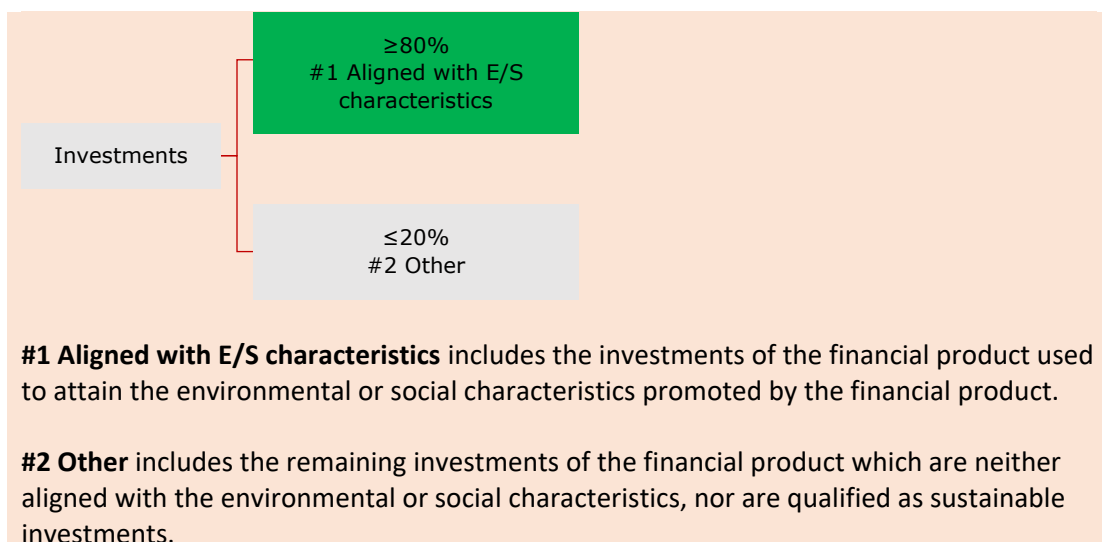 ≥80%
#1 Aligned with E/S
characteristics
Investments
≤20%
#2 Other
#1 Aligned with E/S characteristics includes the investments of the financial product used
to attain the environmental or social characteristics promoted by the financial product.
#2 Other includes the remaining investments of the financial product which are neither
aligned with the environmental or social characteristics, nor are qualified as sustainable
investments.